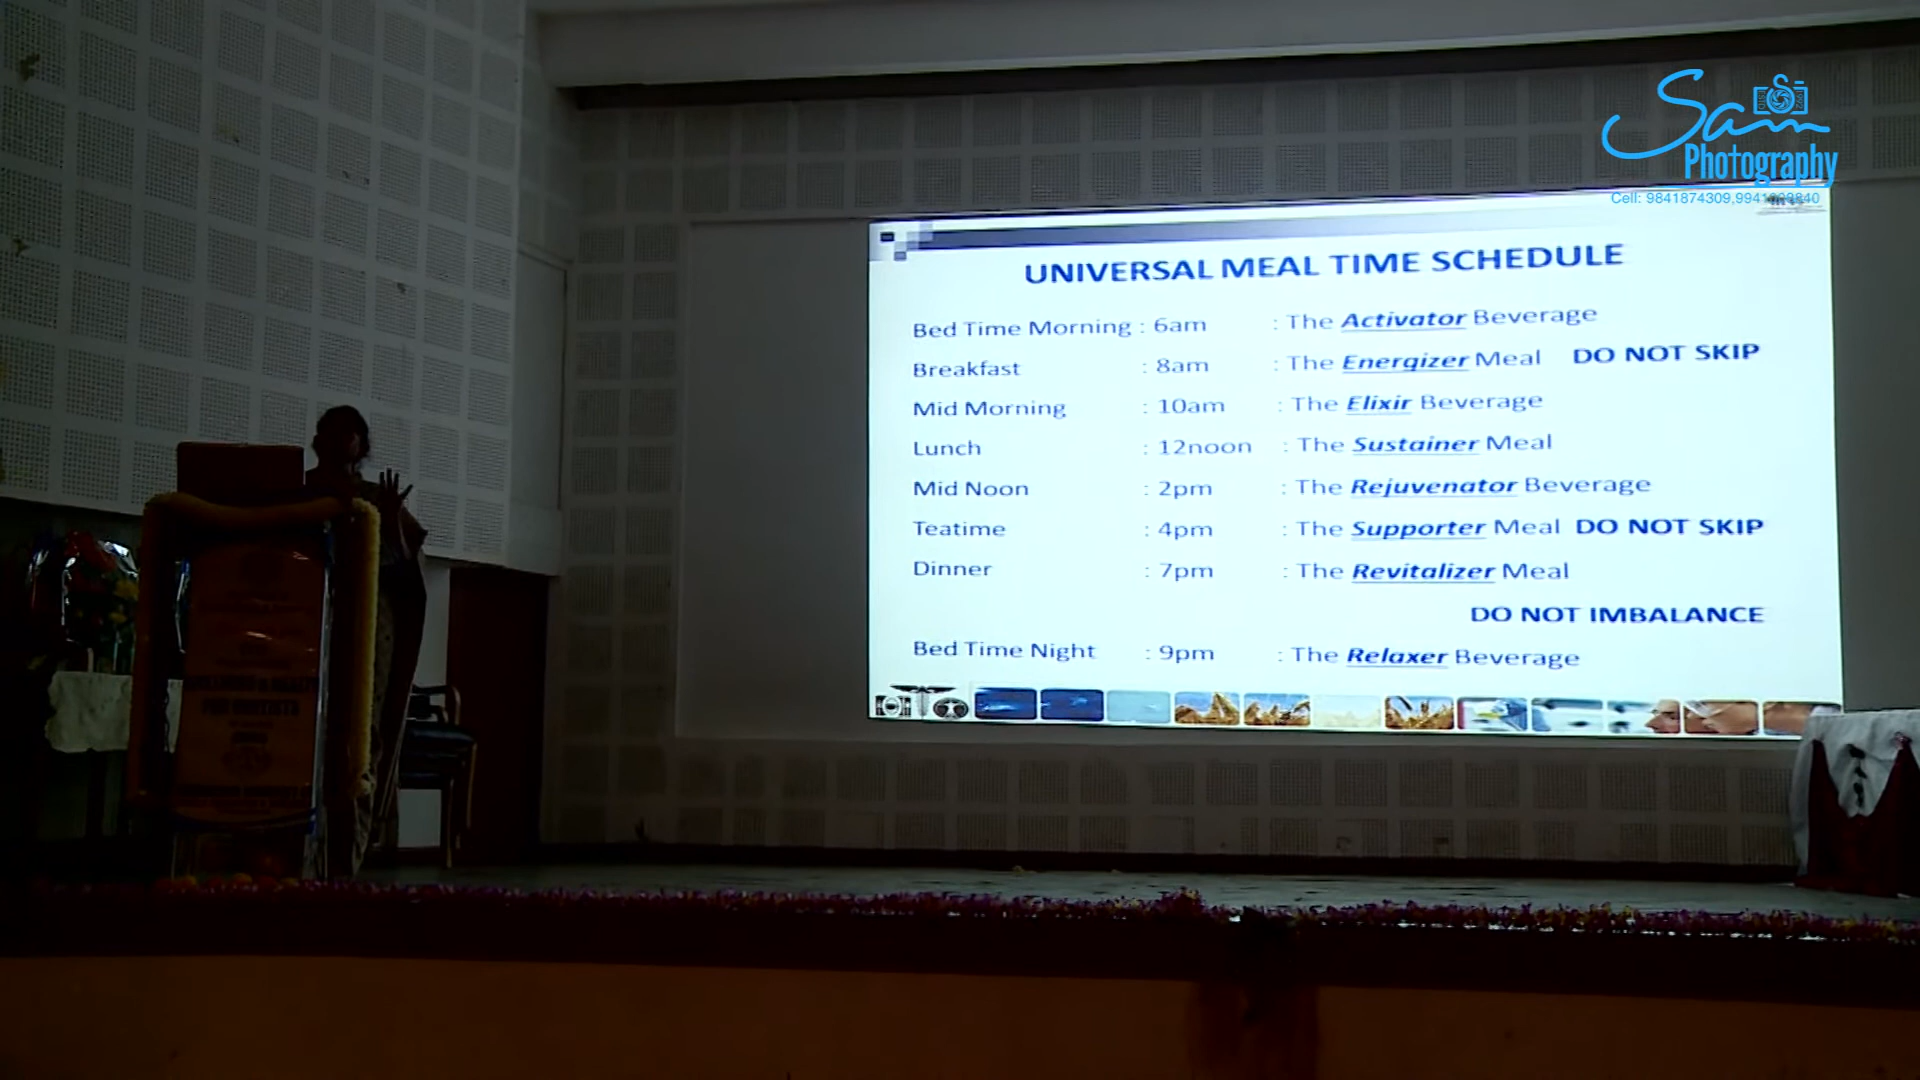 Sam
Photography
Cell: 9841874309,9941
UNIVERSAL MEAL TIME SCHEDULE
Bed Time Morning : 6am : The Activator Beverage
Breakfast : 8am : The Energizer Meal DO NOT SKIP
Mid Morning : 10am : The Elixir Beverage
Lunch : 12noon : The Sustainer Meal
Mid Noon : 2pm : The Rejuvenator Beverage
Teatime : 4pm : The Supporter Meal DO NOT SKIP
Dinner : 7pm : The Revitalizer Meal
DO NOT IMBALANCE
Bed Time Night : 9pm : The Relaxer Beverage